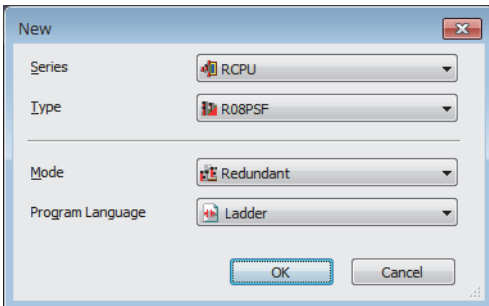 New
Series RCPU
Type R08PSF
Mode Redundant
Program Language Ladder
OK Cancel